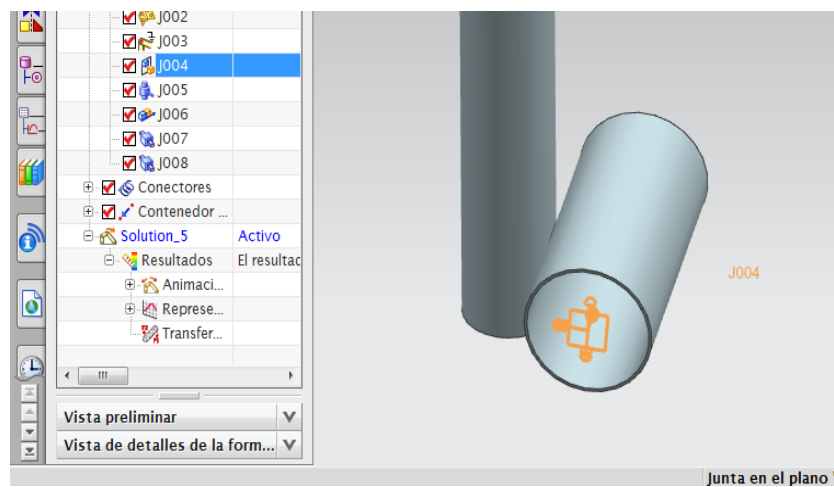 J002
J003
J004
J005
J006
J007
J008
Conectores
Contenedor ...
Solution_5 Activo
Resultados El resultac
Animaci...
Represe...
Transfer...
Vista preliminar
Vista de detalles de la form...
J004
Junta en el plano